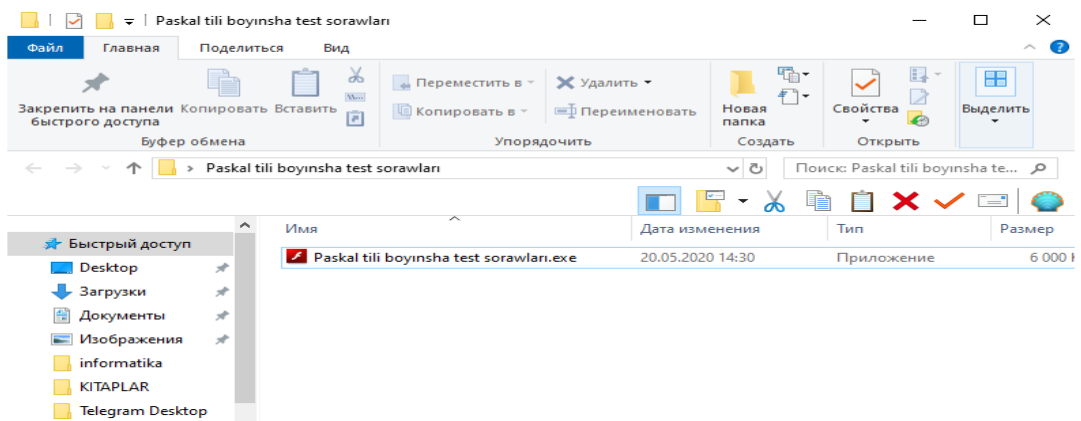 Paskal tili boyınsha test sorawları
Файл Главная Поделиться Вид
Закрепить на панели быстрого доступа
Копировать
Вставить
Буфер обмена
Переместить в
Копировать в
Удалить
Переименовать
Упорядочить
Новая папка
Создать
Свойства
Открыть
Выделить
Paskal tili boyınsha test sorawları
Поиск: Paskal tili boyınsha te...
Имя Дата изменения Тип Размер
Paskal tili boyınsha test sorawları.exe 20.05.2020 14:30 Приложение 6 000
Быстрый доступ
Desktop
Загрузки
Документы
Изображения
informatika
KITAPLAR
Telegram Desktop